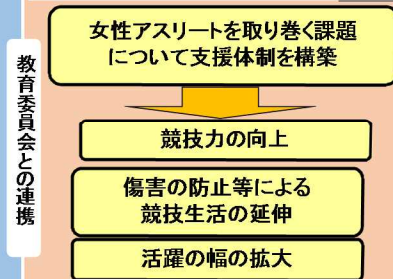 教育委員会との連携
女性アスリートを取り巻く課題
について支援体制を構築
競技力の向上
傷害の防止等による
競技生活の延伸
活躍の幅の拡大